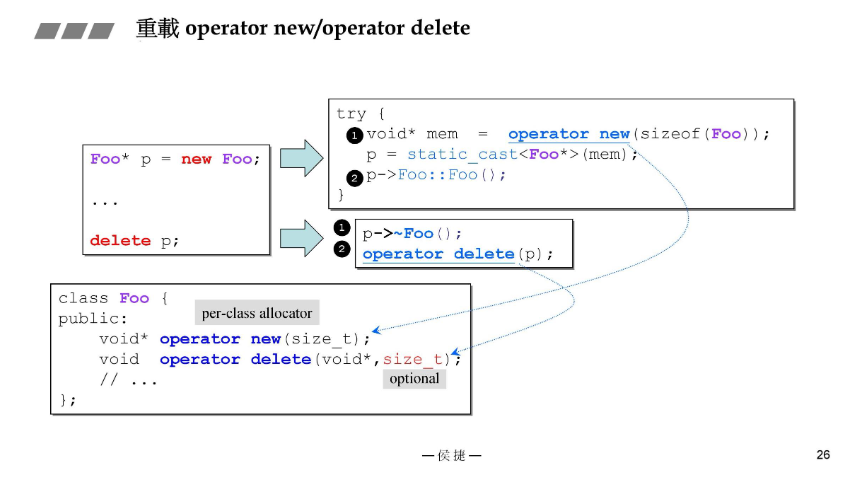 重載 operator new/operator delete
Foo* p = new Foo;
...
delete p;
try {
❶ void* mem = operator new(sizeof(Foo));
p = static_cast<Foo*>(mem);
❷ p->Foo::Foo();
}
❶ p->~Foo();
❷ operator delete(p);
class Foo {
public:
per-class allocator
void* operator new(size_t);
void operator delete(void*,size_t);
// ...
optional
};
— 侯捷 —
26